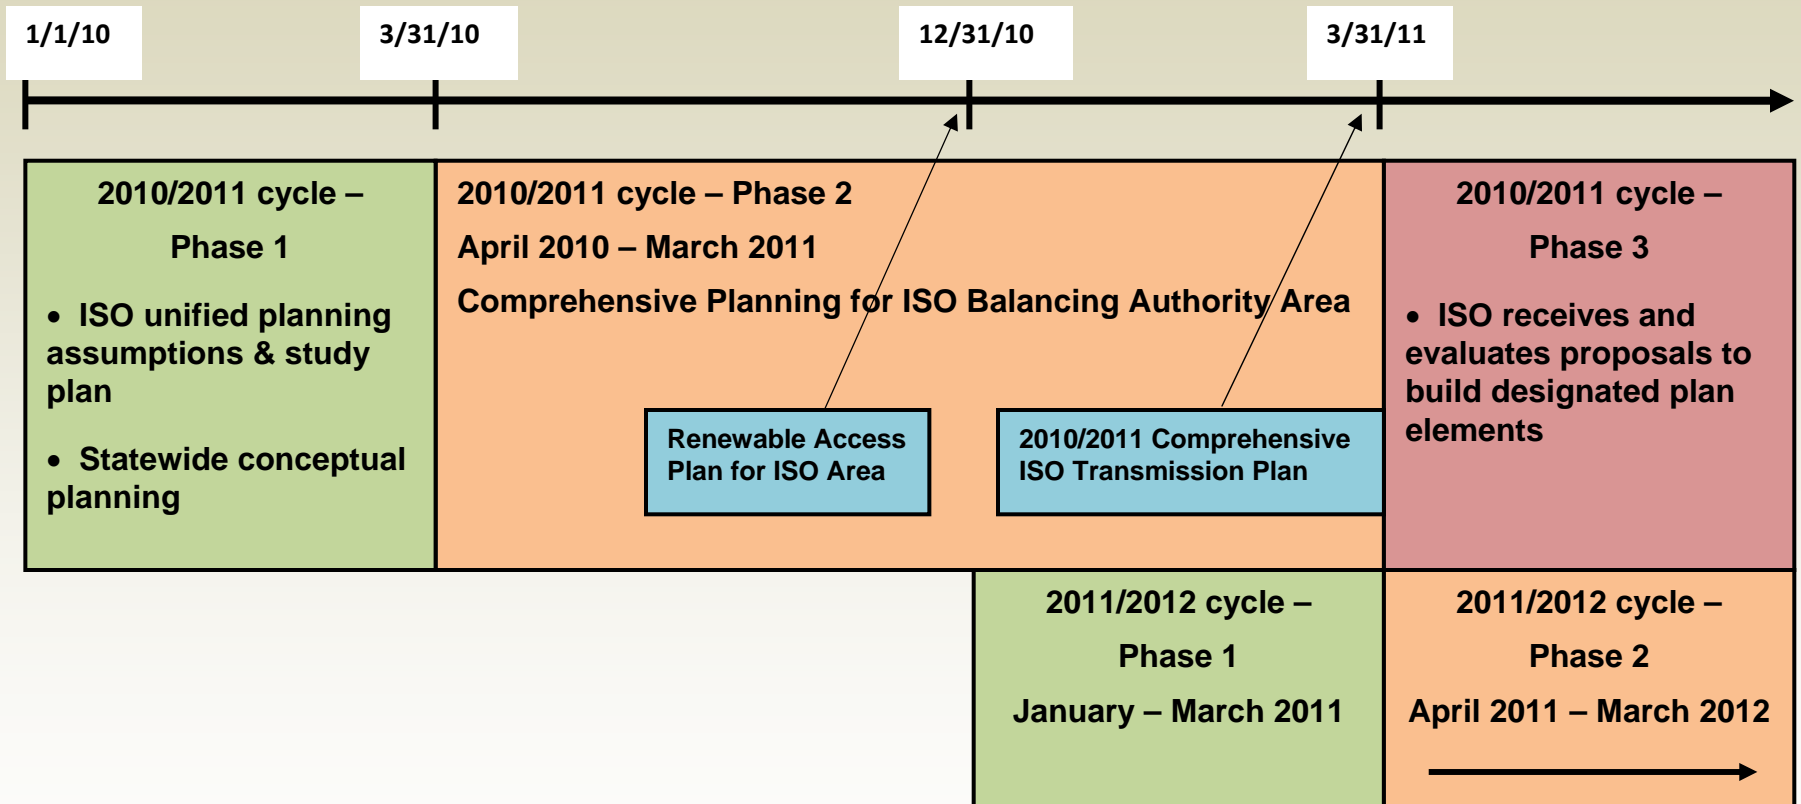 1/1/10
3/31/10
12/31/10
3/31/11
2010/2011 cycle –
Phase 1
• ISO unified planning
assumptions & study
plan
• Statewide conceptual
planning
2010/2011 cycle – Phase 2
April 2010 – March 2011
Comprehensive Planning for ISO Balancing Authority Area
Renewable Access
Plan for ISO Area
2010/2011 Comprehensive
ISO Transmission Plan
2010/2011 cycle –
Phase 3
• ISO receives and
evaluates proposals to
build designated plan
elements
2011/2012 cycle –
Phase 1
January – March 2011
2011/2012 cycle –
Phase 2
April 2011 – March 2012